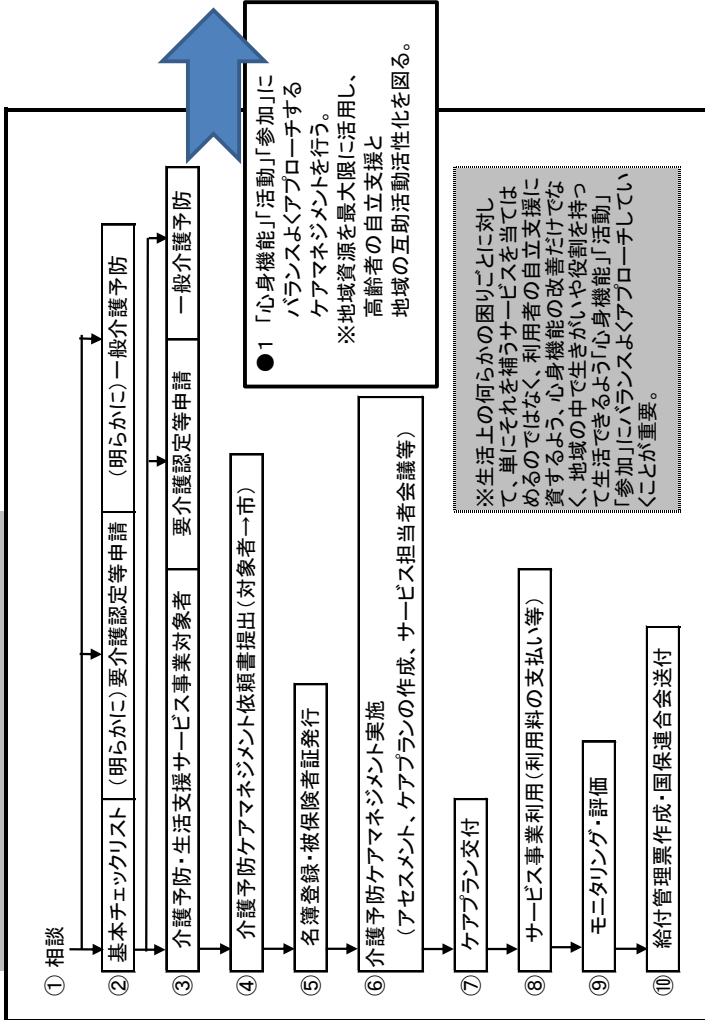 ① 相談
② 基本チェックリスト （明らかに）要介護認定等申請 （明らかに）一般介護予防
③ 介護予防・生活支援サービス事業対象者 要介護認定等申請 一般介護予防
④ 介護予防ケアマネジメント依頼書提出（対象者→市）
⑤ 名簿登録・被保険者証発行
⑥ 介護予防ケアマネジメント実施
（アセスメント、ケアプランの作成、サービス担当者会議等）
⑦ ケアプラン交付
⑧ サービス事業利用（利用料の支払い等）
⑨ モニタリング・評価
⑩ 給付管理票作成・国保連合会送付
●1 「心身機能」「活動」「参加」に
バランスよくアプローチする
ケアマネジメントを行う。
※地域資源を最大限に活用し、
高齢者の自立支援と
地域の互助活動活性化を図る。
※生活上の何らかの困りごとに対し
て、単にそれを補うサービスを当ては
めるのではなく、利用者の自立支援に
資するよう、心身機能の改善だけでな
く、地域の中で生きがいや役割を持っ
て生活できるよう「心身機能」「活動」
「参加」にバランスよくアプローチしてい
くことが重要。